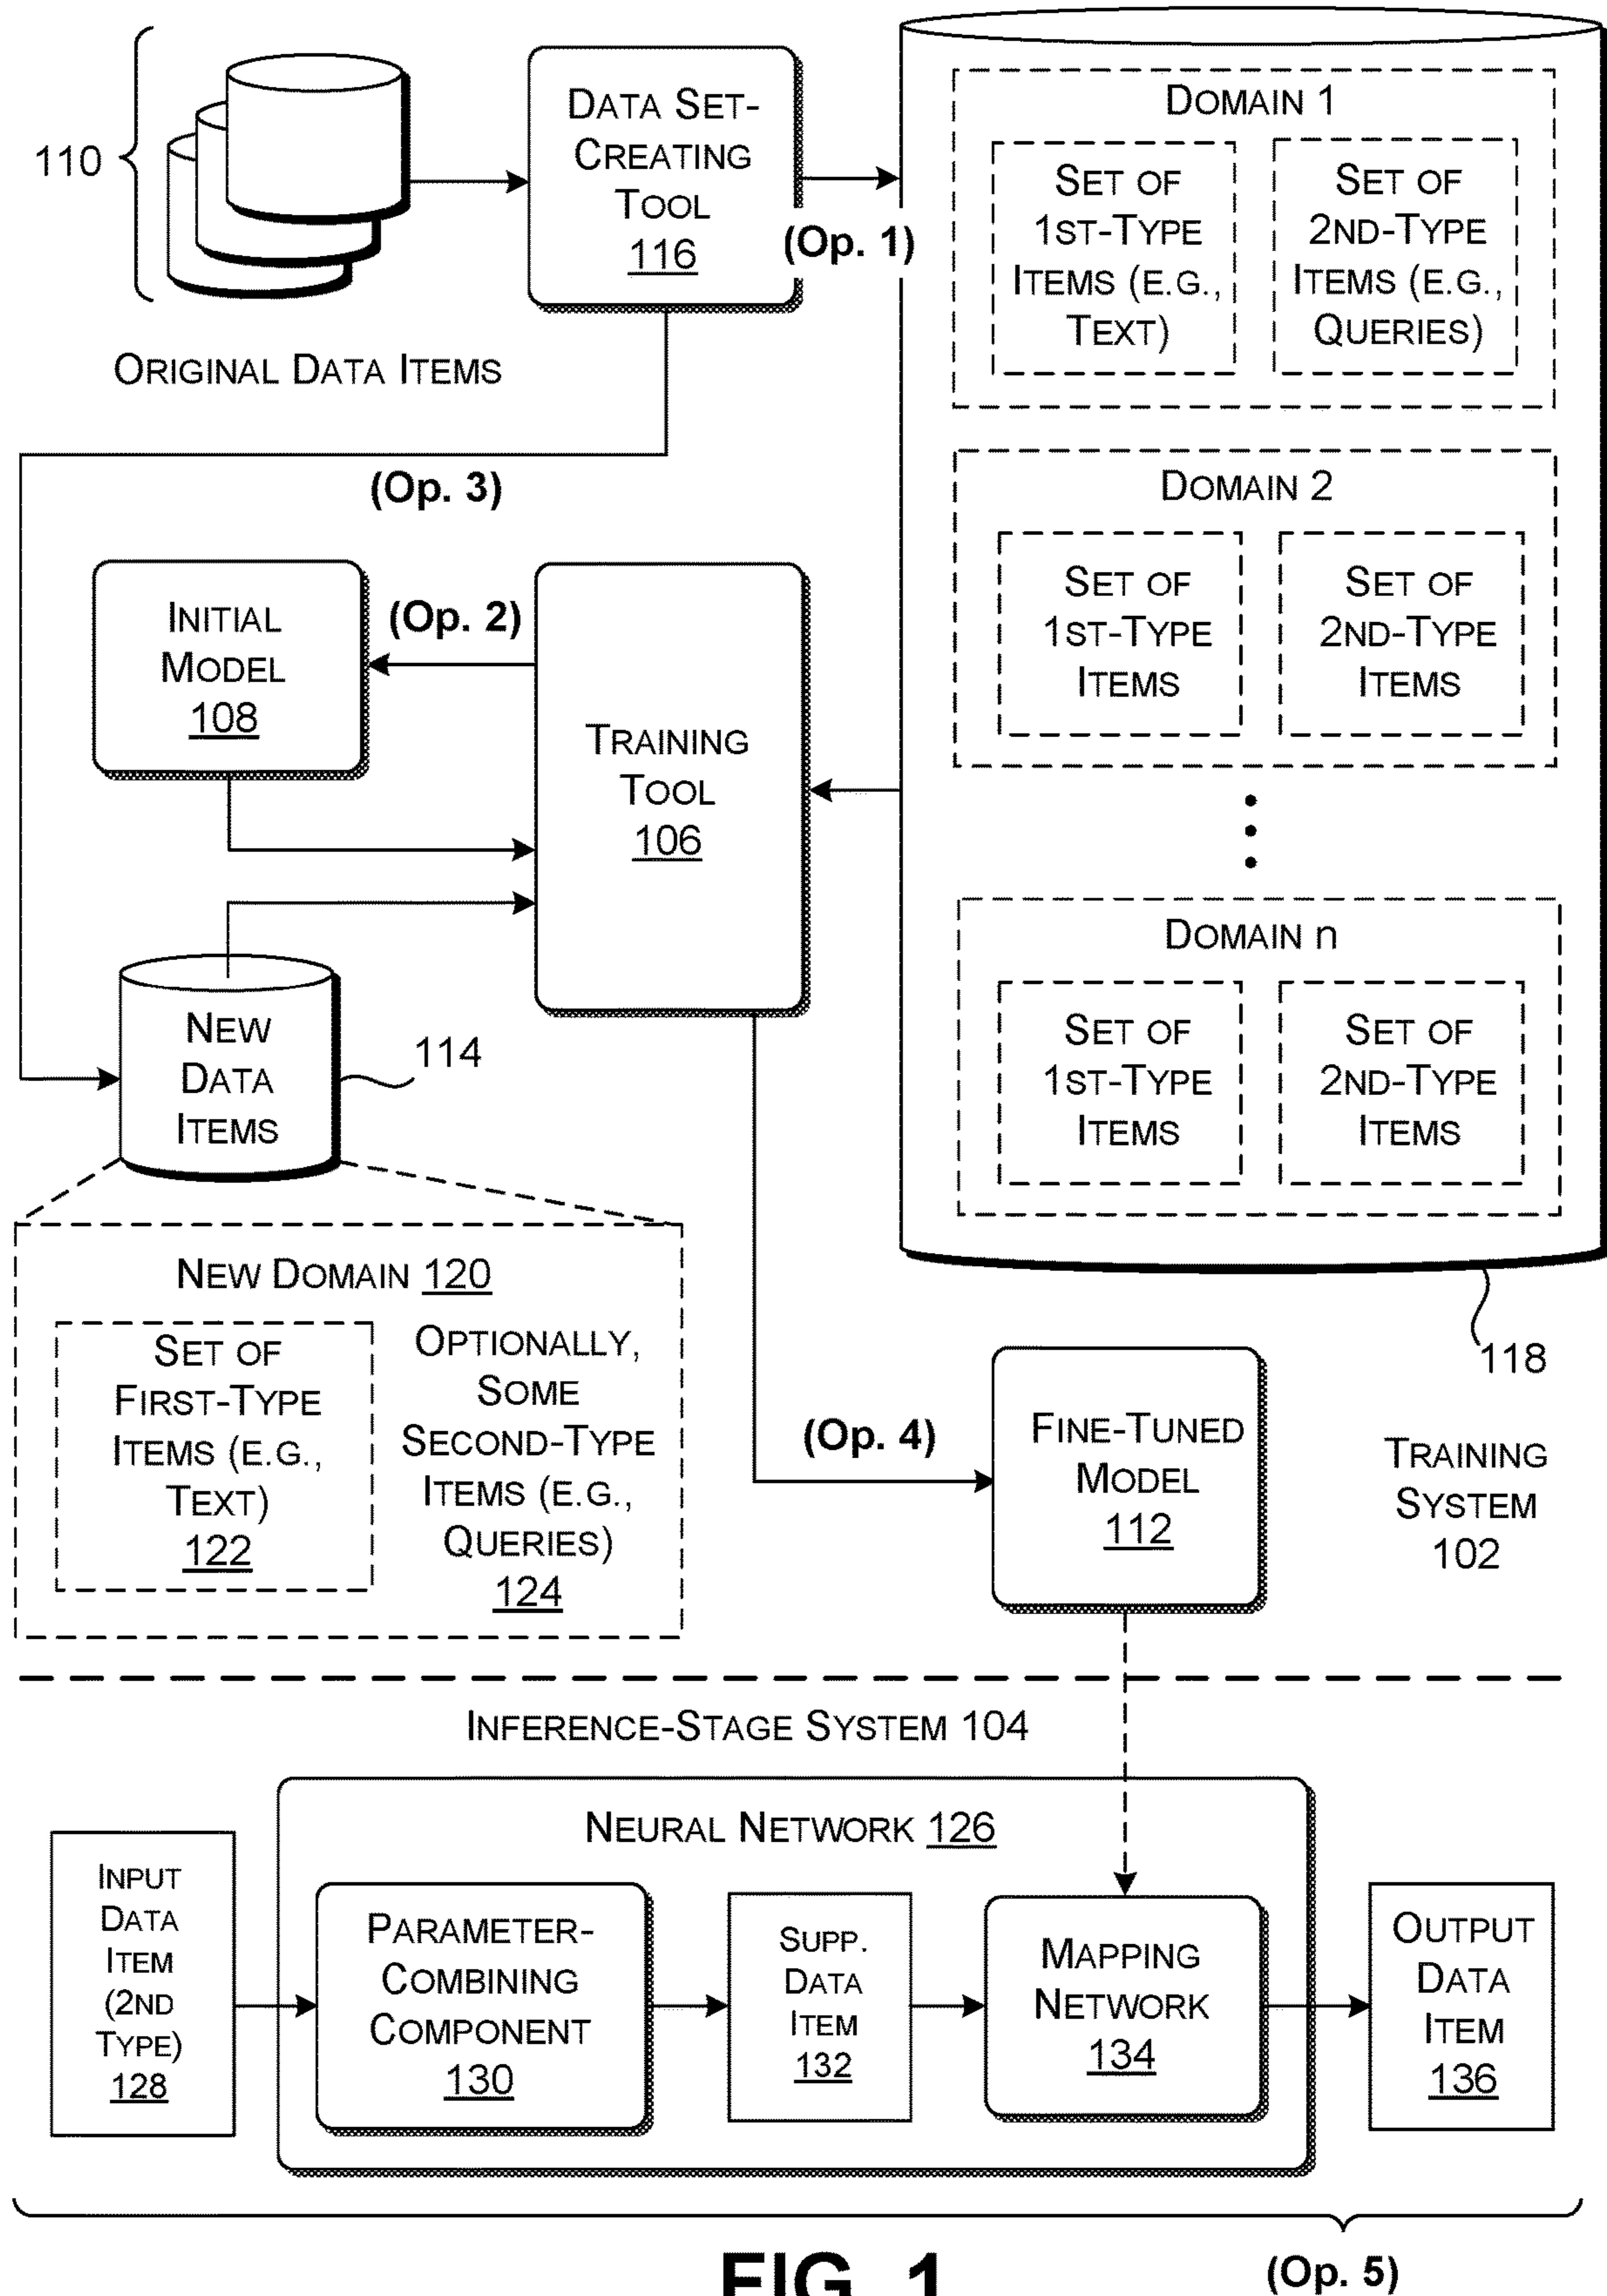 110
ORIGINAL DATA ITEMS
DATA SET-
CREATING
TOOL
116
(Op. 1)
DOMAIN 1
SET OF
1ST-TYPE
ITEMS (E.G.,
TEXT)
SET OF
2ND-TYPE
ITEMS (E.G.,
QUERIES)
(Op. 3)
DOMAIN 2
SET OF
1ST-TYPE
ITEMS
SET OF
2ND-TYPE
ITEMS
INITIAL
MODEL
108
(Op. 2)
TRAINING
TOOL
106
DOMAIN n
SET OF
1ST-TYPE
ITEMS
SET OF
2ND-TYPE
ITEMS
NEW
DATA
ITEMS
114
NEW DOMAIN 120
SET OF
FIRST-TYPE
ITEMS (E.G.,
TEXT)
122
OPTIONALLY,
SOME
SECOND-TYPE
ITEMS (E.G.,
QUERIES)
124
118
(Op. 4)
FINE-TUNED
MODEL
112
TRAINING
SYSTEM
102
INFERENCE-STAGE SYSTEM 104
NEURAL NETWORK 126
INPUT
DATA
ITEM
(2ND
TYPE)
128
PARAMETER-
COMBINING
COMPONENT
130
SUPP.
DATA
ITEM
132
MAPPING
NETWORK
134
OUTPUT
DATA
ITEM
136
(Op. 5)
FIG. 1